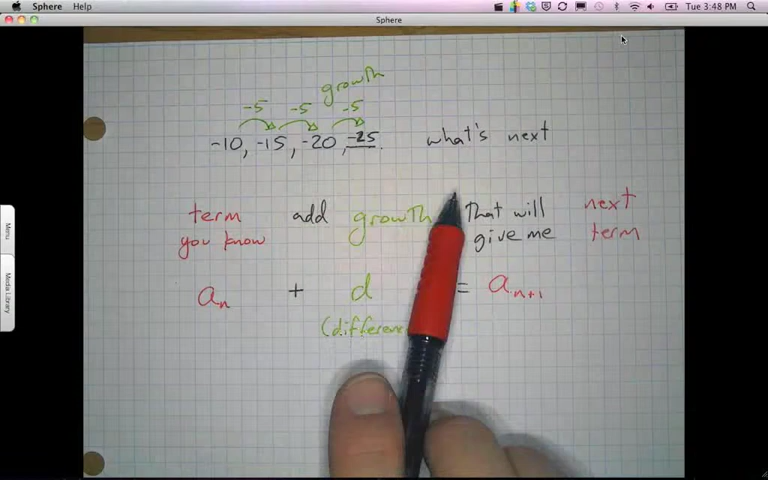 Sphere Help Tue 3:48 PM
Sphere
growth
-5 -5 -5
-10, -15, -20, -25. what's next
term add growth That will next
you know give me term
an + d = an+1
(differenc
Menu
Media Library